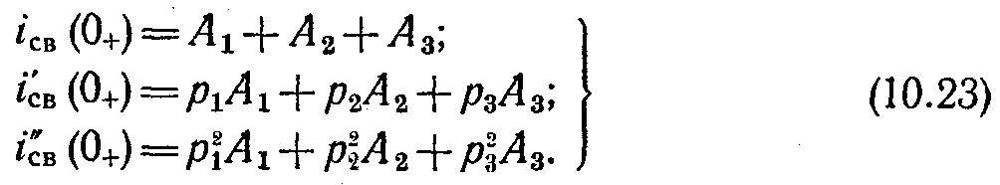 i_св (0₊) = A₁ + A₂ + A₃;
i′_св (0₊) = p₁A₁ + p₂A₂ + p₃A₃; (10.23)
i″_св (0₊) = p₁²A₁ + p₂²A₂ + p₃²A₃.